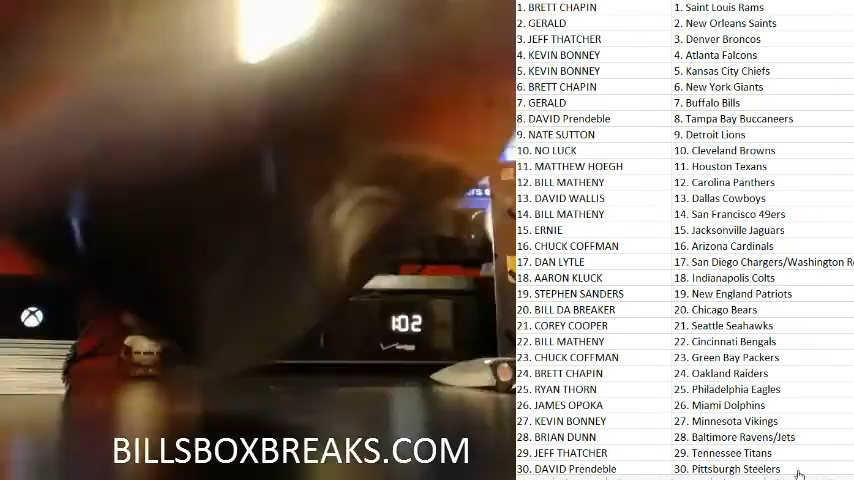 1. BRETT CHAPIN 1. Saint Louis Rams
2. GERALD 2. New Orleans Saints
3. JEFF THATCHER 3. Denver Broncos
4. KEVIN BONNEY 4. Atlanta Falcons
5. KEVIN BONNEY 5. Kansas City Chiefs
6. BRETT CHAPIN 6. New York Giants
7. GERALD 7. Buffalo Bills
8. DAVID Prendeble 8. Tampa Bay Buccaneers
9. NATE SUTTON 9. Detroit Lions
10. NO LUCK 10. Cleveland Browns
11. MATTHEW HOEGH 11. Houston Texans
12. BILL MATHENY 12. Carolina Panthers
13. DAVID WALLIS 13. Dallas Cowboys
14. BILL MATHENY 14. San Francisco 49ers
15. ERNIE 15. Jacksonville Jaguars
16. CHUCK COFFMAN 16. Arizona Cardinals
17. DAN LYTLE 17. San Diego Chargers/Washington
18. AARON KLUCK 18. Indianapolis Colts
19. STEPHEN SANDERS 19. New England Patriots
20. BILL DA BREAKER 20. Chicago Bears
21. COREY COOPER 21. Seattle Seahawks
22. BILL MATHENY 22. Cincinnati Bengals
23. CHUCK COFFMAN 23. Green Bay Packers
24. BRETT CHAPIN 24. Oakland Raiders
25. RYAN THORN 25. Philadelphia Eagles
26. JAMES OPOKA 26. Miami Dolphins
27. KEVIN BONNEY 27. Minnesota Vikings
28. BRIAN DUNN 28. Baltimore Ravens/Jets
29. JEFF THATCHER 29. Tennessee Titans
30. DAVID Prendeble 30. Pittsburgh Steelers
1:02
verizon
BILLSBOXBREAKS.COM